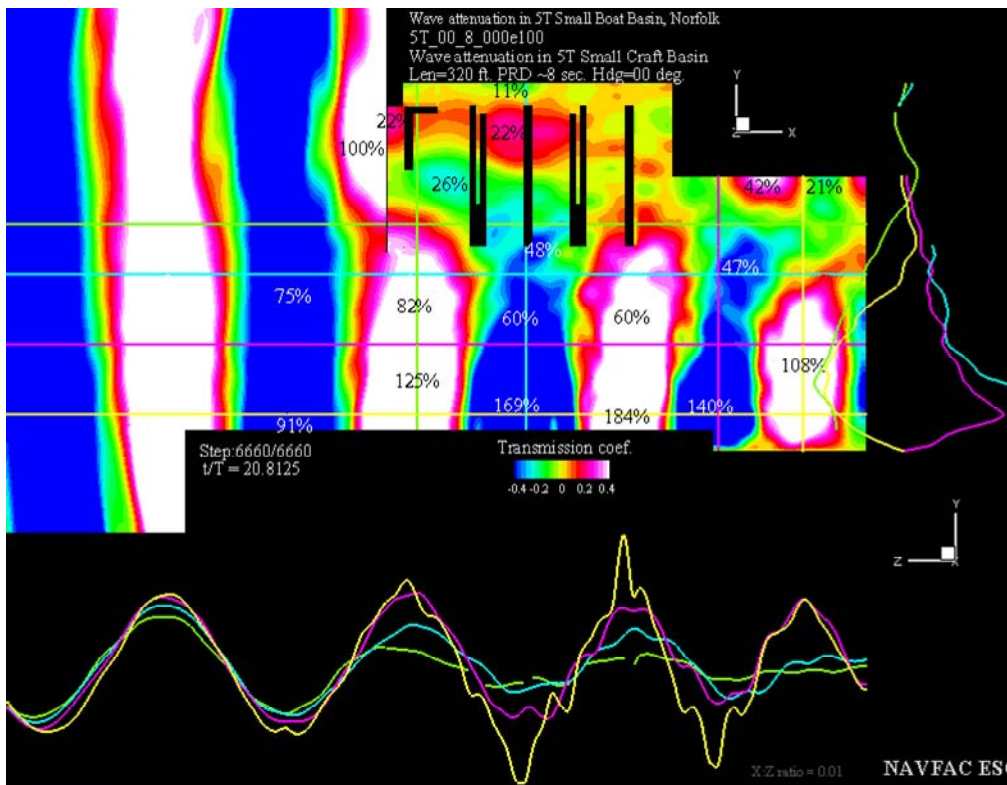 Wave attenuation in 5T Small Boat Basin, Norfolk
5T_00_8_000e100
Wave attenuation in 5T Small Craft Basin
Len=320 ft. PRD ~8 sec. Hdg=00 deg.
11%
Y
Z X
22%
100%
22%
26%
42% 21%
48%
47%
75%
82%
60%
60%
108%
125%
169%
184%
140%
91%
Step:6660/6660
t/T = 20.8125
Transmission coef.
-0.4 -0.2 0 0.2 0.4
Y
Z X
X:Z ratio = 0.01
NAVFAC ESC